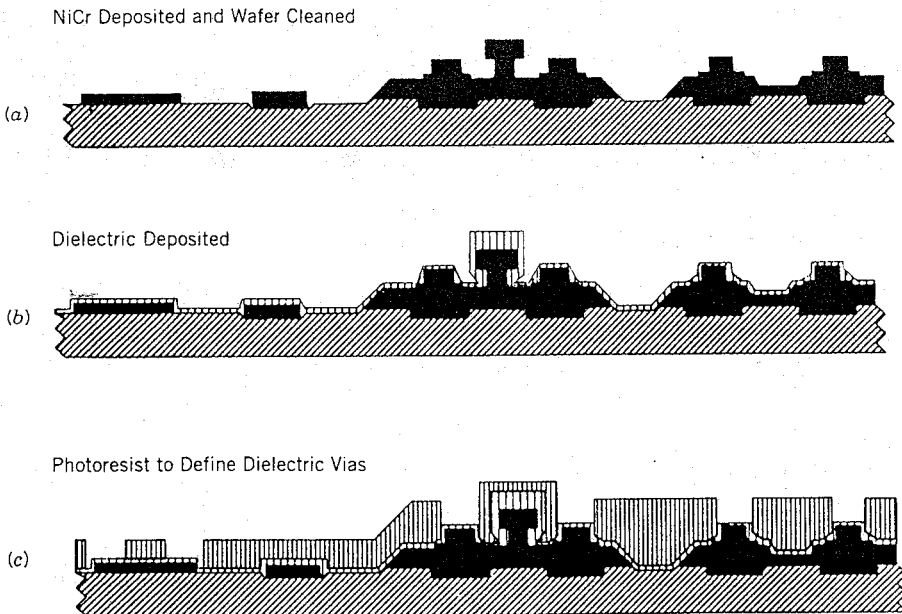 NiCr Deposited and Wafer Cleaned
(a)
Dielectric Deposited
(b)
Photoresist to Define Dielectric Vias
(c)